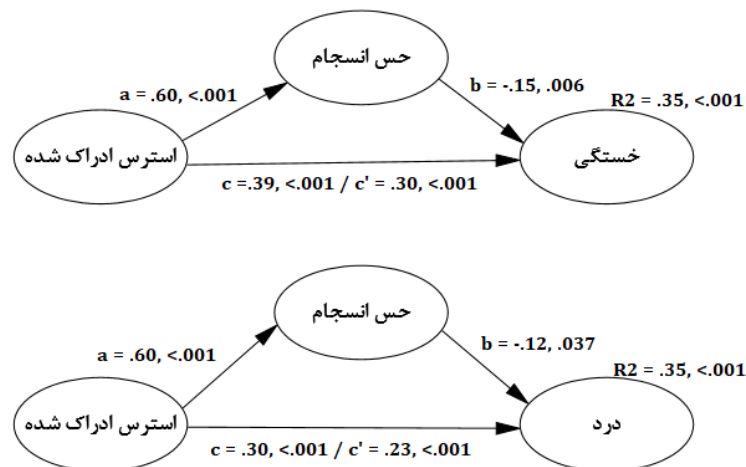 حس انسجام
a = .60, <.001
b = -.15, .006
R2 = .35, <.001
استرس ادراک شده
خستگی
c =.39, <.001 / c' = .30, <.001
حس انسجام
a = .60, <.001
b = -.12, .037
R2 = .35, <.001
استرس ادراک شده
درد
c = .30, <.001 / c' = .23, <.001